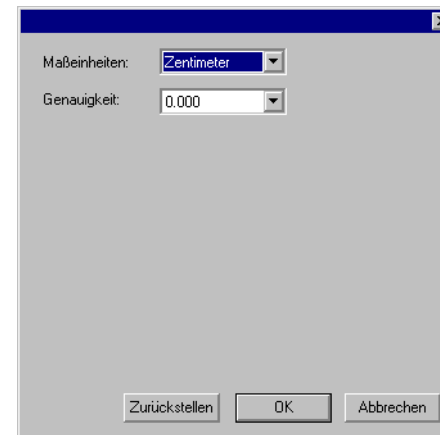 Maßeinheiten: Zentimeter
Genauigkeit: 0.000
Zurückstellen OK Abbrechen